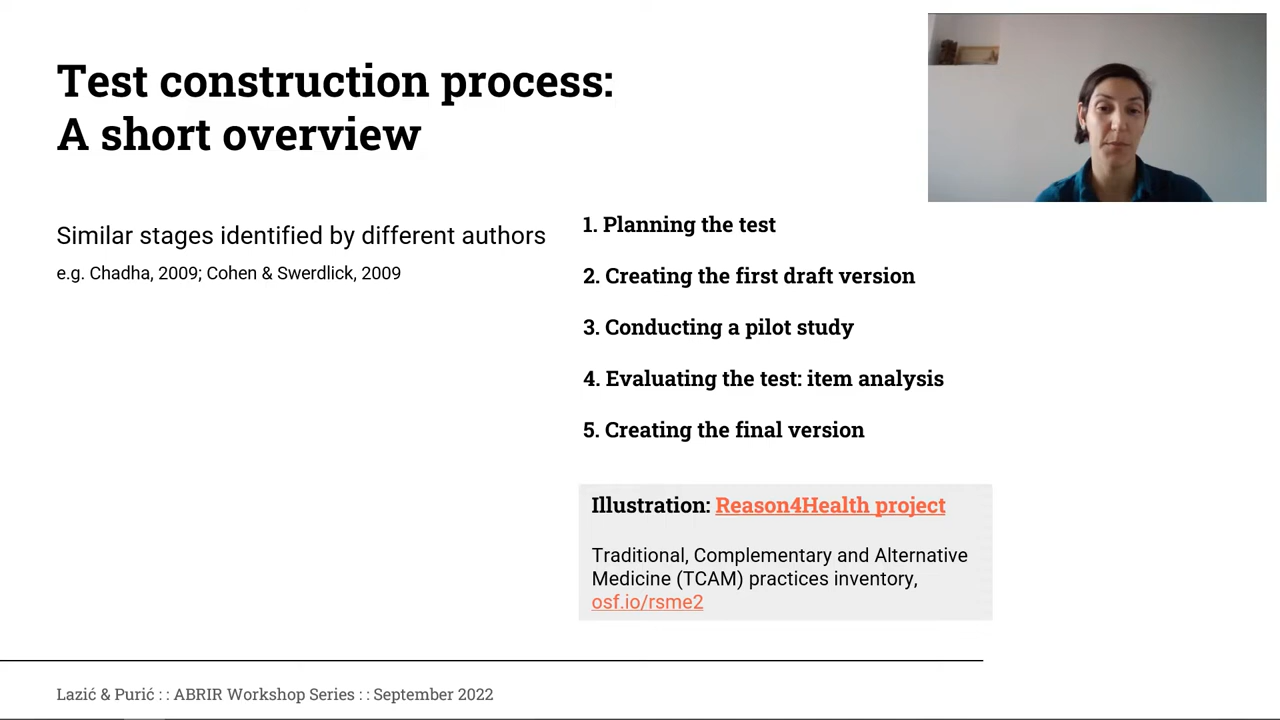 Test construction process:
A short overview
Similar stages identified by different authors
e.g. Chadha, 2009; Cohen & Swerdlick, 2009
1. Planning the test
2. Creating the first draft version
3. Conducting a pilot study
4. Evaluating the test: item analysis
5. Creating the final version
Illustration: Reason4Health project
Traditional, Complementary and Alternative
Medicine (TCAM) practices inventory,
osf.io/rsme2
Lazić & Purić : : ABRIR Workshop Series : : September 2022